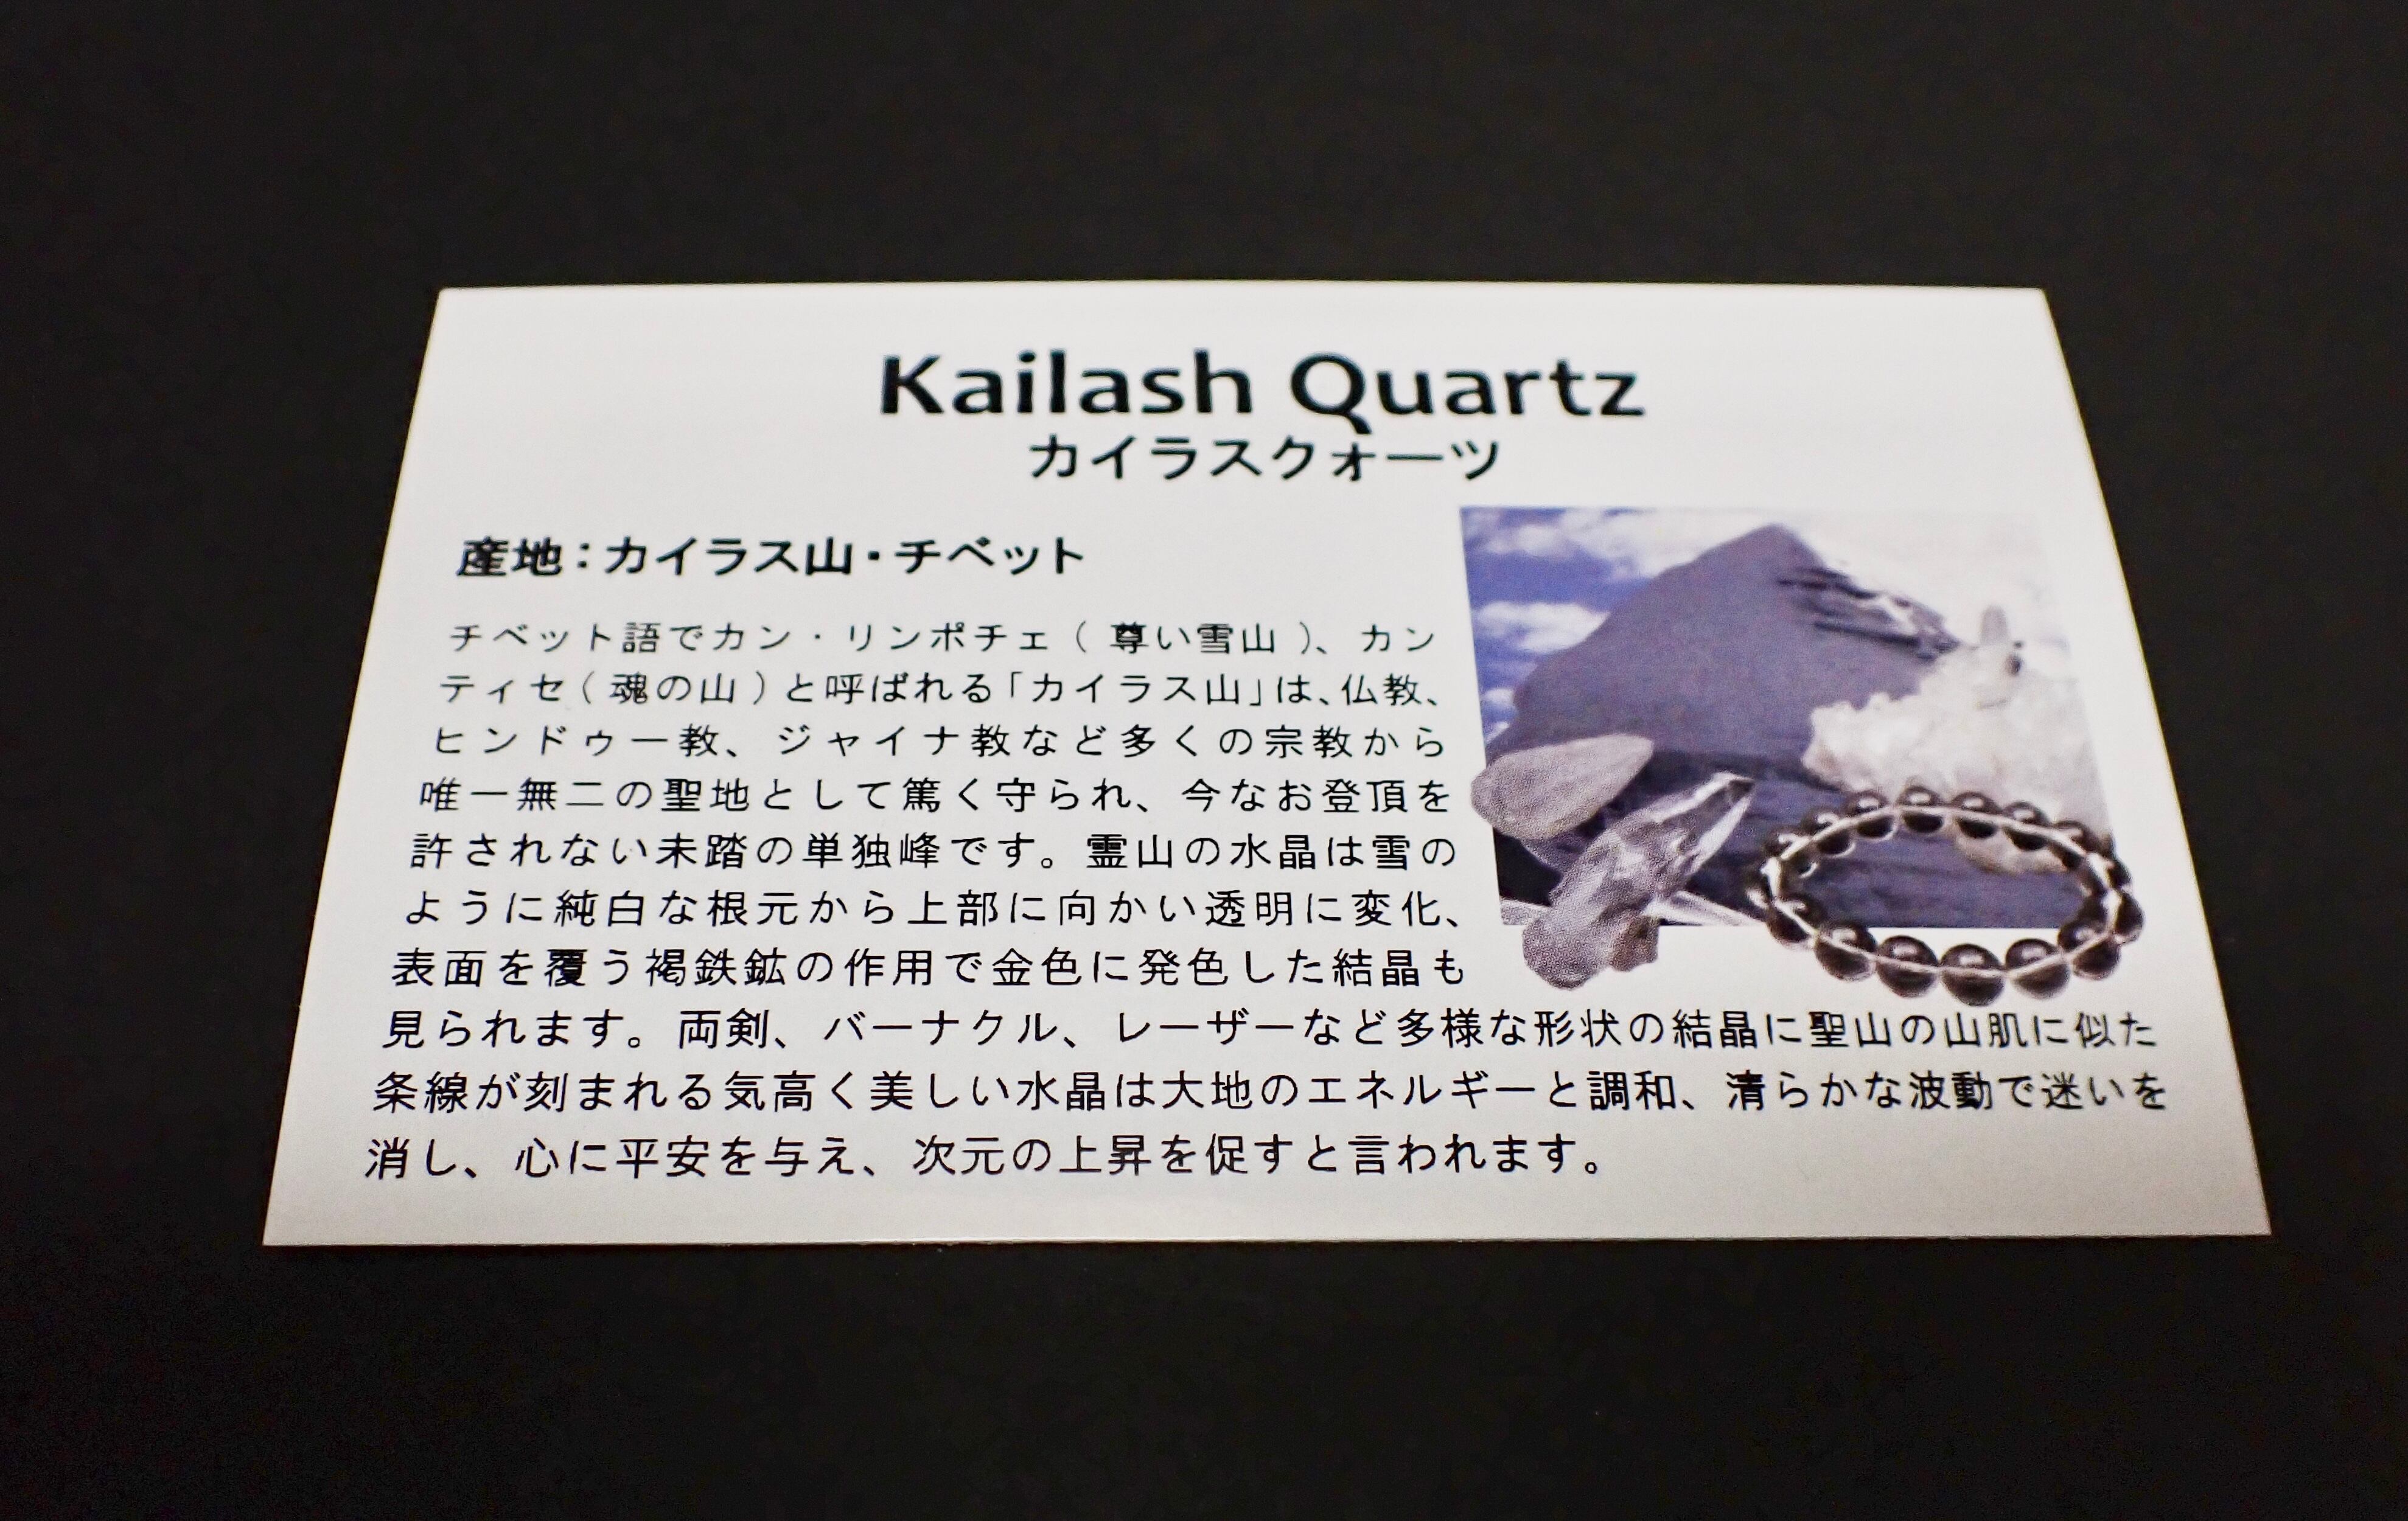 Kailash Quartz
カイラスクォーツ
産地：カイラス山・チベット
チベット語でカン・リンポチェ（ 尊い雪山 ）、カン
ティセ（ 魂の山 ）と呼ばれる「カイラス山」は、仏教、
ヒンドゥー教、ジャイナ教など多くの宗教から
唯一無二の聖地として篤く守られ、今なお登頂を
許されない未踏の単独峰です。霊山の水晶は雪の
ように純白な根元から上部に向かい透明に変化、
表面を覆う褐鉄鉱の作用で金色に発色した結晶も
見られます。両剣、バーナクル、レーザーなど多様な形状の結晶に聖山の山肌に似た
条線が刻まれる気高く美しい水晶は大地のエネルギーと調和、清らかな波動で迷いを
消し、心に平安を与え、次元の上昇を促すと言われます。